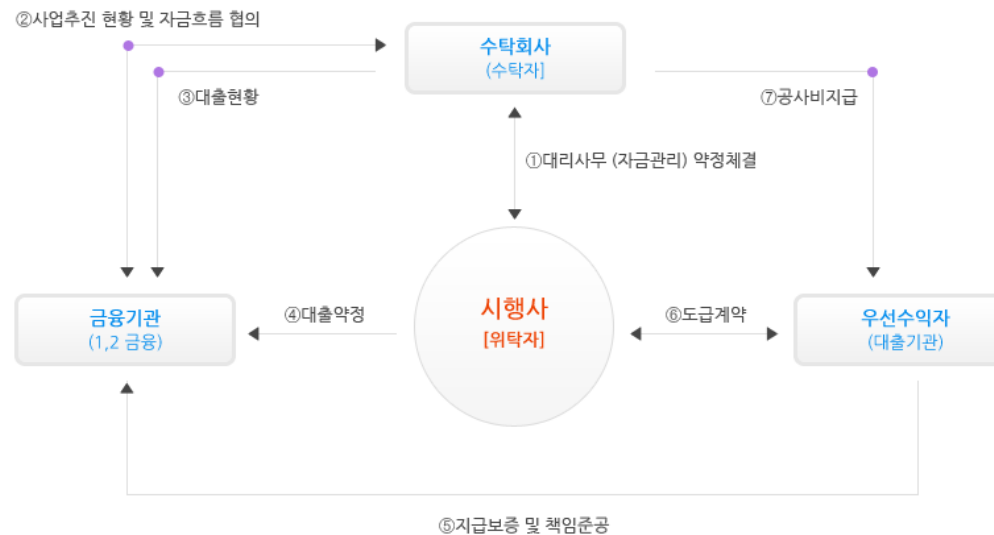 ②사업추진 현황 및 자금흐름 협의
수탁회사
(수탁자]
③대출현황
⑦공사비지급
①대리사무 (자금관리) 약정체결
시행사
[위탁자]
금융기관
(1,2 금융)
④대출약정
⑥도급계약
우선수익자
(대출기관)
⑤지급보증 및 책임준공